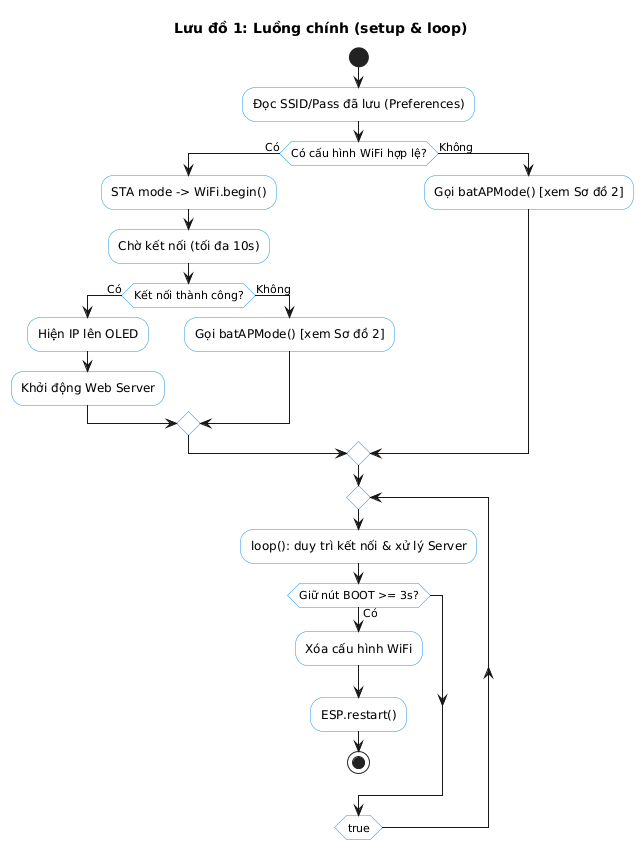 Lưu đồ 1: Luồng chính (setup & loop)
Đọc SSID/Pass đã lưu (Preferences)
Có cấu hình WiFi hợp lệ?
Có
Không
STA mode -> WiFi.begin()
Gọi batAPMode() [xem Sơ đồ 2]
Chờ kết nối (tối đa 10s)
Kết nối thành công?
Có
Không
Hiện IP lên OLED
Gọi batAPMode() [xem Sơ đồ 2]
Khởi động Web Server
loop(): duy trì kết nối & xử lý Server
Giữ nút BOOT >= 3s?
Có
Xóa cấu hình WiFi
ESP.restart()
true